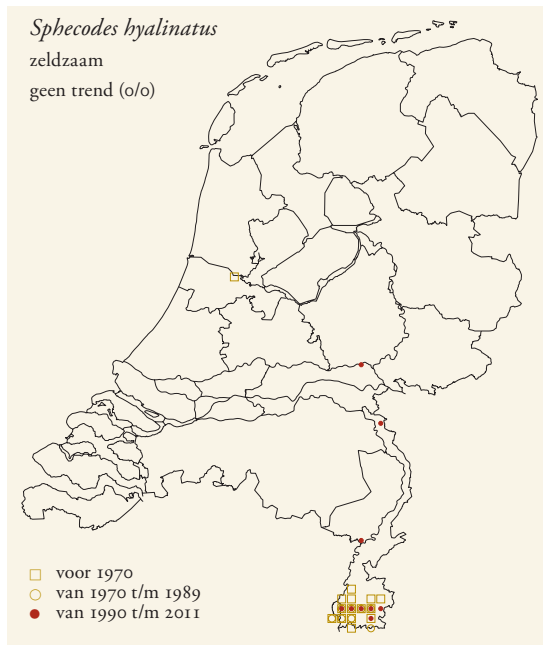 Sphecodes hyalinatus
zeldzaam
geen trend (0/0)
voor 1970
van 1970 t/m 1989
van 1990 t/m 2011